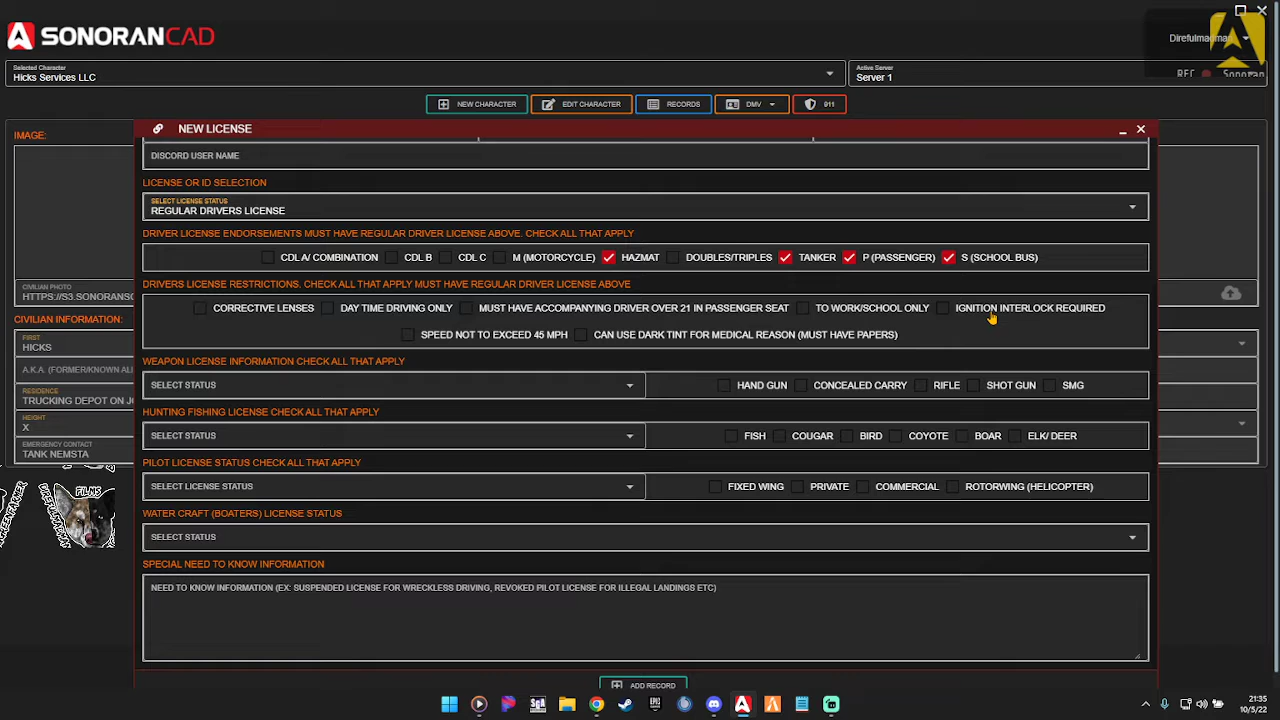 SONORANCAD
Direfulmadman
Selected Character
Hicks Services LLC
Active Server
Server 1
REC Sonoran
NEW CHARACTER
EDIT CHARACTER
RECORDS
DMV
911
IMAGE:
NEW LICENSE
DISCORD USER NAME
LICENSE OR ID SELECTION
SELECT LICENSE STATUS
REGULAR DRIVERS LICENSE
DRIVER LICENSE ENDORSEMENTS MUST HAVE REGULAR DRIVER LICENSE ABOVE. CHECK ALL THAT APPLY
CDL A/ COMBINATION CDL B CDL C M (MOTORCYCLE) HAZMAT DOUBLES/TRIPLES TANKER P (PASSENGER) S (SCHOOL BUS)
DRIVERS LICENSE RESTRICTIONS. CHECK ALL THAT APPLY MUST HAVE REGULAR DRIVER LICENSE ABOVE
CORRECTIVE LENSES DAY TIME DRIVING ONLY MUST HAVE ACCOMPANYING DRIVER OVER 21 IN PASSENGER SEAT TO WORK/SCHOOL ONLY IGNITION INTERLOCK REQUIRED
SPEED NOT TO EXCEED 45 MPH CAN USE DARK TINT FOR MEDICAL REASON (MUST HAVE PAPERS)
WEAPON LICENSE INFORMATION CHECK ALL THAT APPLY
SELECT STATUS HAND GUN CONCEALED CARRY RIFLE SHOT GUN SMG
HUNTING FISHING LICENSE CHECK ALL THAT APPLY
SELECT STATUS FISH COUGAR BIRD COYOTE BOAR ELK/ DEER
PILOT LICENSE STATUS CHECK ALL THAT APPLY
SELECT LICENSE STATUS FIXED WING PRIVATE COMMERCIAL ROTORWING (HELICOPTER)
WATER CRAFT (BOATERS) LICENSE STATUS
SELECT STATUS
SPECIAL NEED TO KNOW INFORMATION
NEED TO KNOW INFORMATION (EX: SUSPENDED LICENSE FOR WRECKLESS DRIVING, REVOKED PILOT LICENSE FOR ILLEGAL LANDINGS ETC)
ADD RECORD
CIVILIAN PHOTO
HTTPS://S3.SONORANSC
CIVILIAN INFORMATION:
FIRST
HICKS
A.K.A. (FORMER/KNOWN ALI
RESIDENCE
TRUCKING DEPOT ON JO
HEIGHT
X
EMERGENCY CONTACT
TANK NEMSTA
FILMS
DIREFULMADMAN
EPIC
21:35
10/5/22